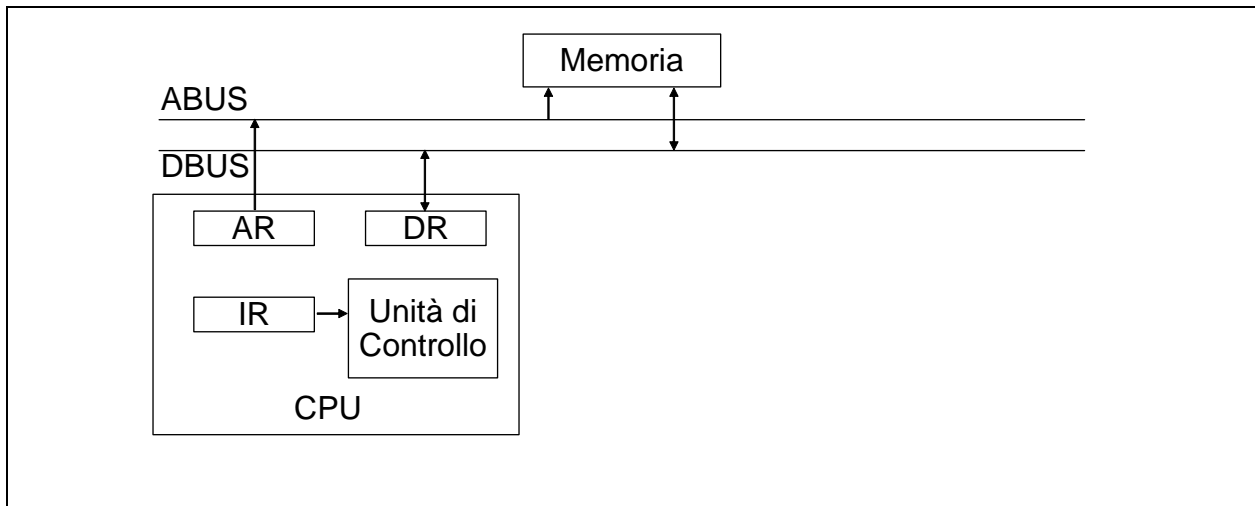 Memoria
ABUS
DBUS
AR
DR
IR
Unità di
Controllo
CPU